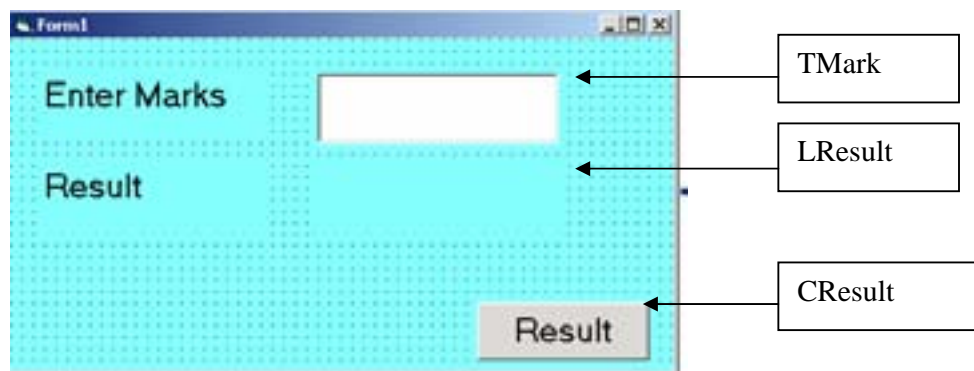 Form1
Enter Marks
TMark
Result
LResult
Result
CResult